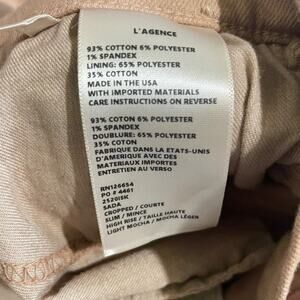 L'AGENCE
93% COTTON 6% POLYESTER
1% SPANDEX
LINING: 65% POLYESTER
35% COTTON
MADE IN THE USA
WITH IMPORTED MATERIALS
CARE INSTRUCTIONS ON REVERSE
93% COTON 6% POLYESTER
1% SPANDEX
DOUBLURE: 65% POLYESTER
35% COTON
FABRIQUE DANS LA ETATS-UNIS
D'AMERIQUE AVEC DES
MATERIAUX IMPORTES
ENTRETIEN AU VERSO
RN126654
PO # 4461
2520ISK
SADA
CROPPED / COURTE
SLIM / MINCE
HIGH RISE / TAILLE HAUTE
LIGHT MOCHA / MOCHA LÉGER